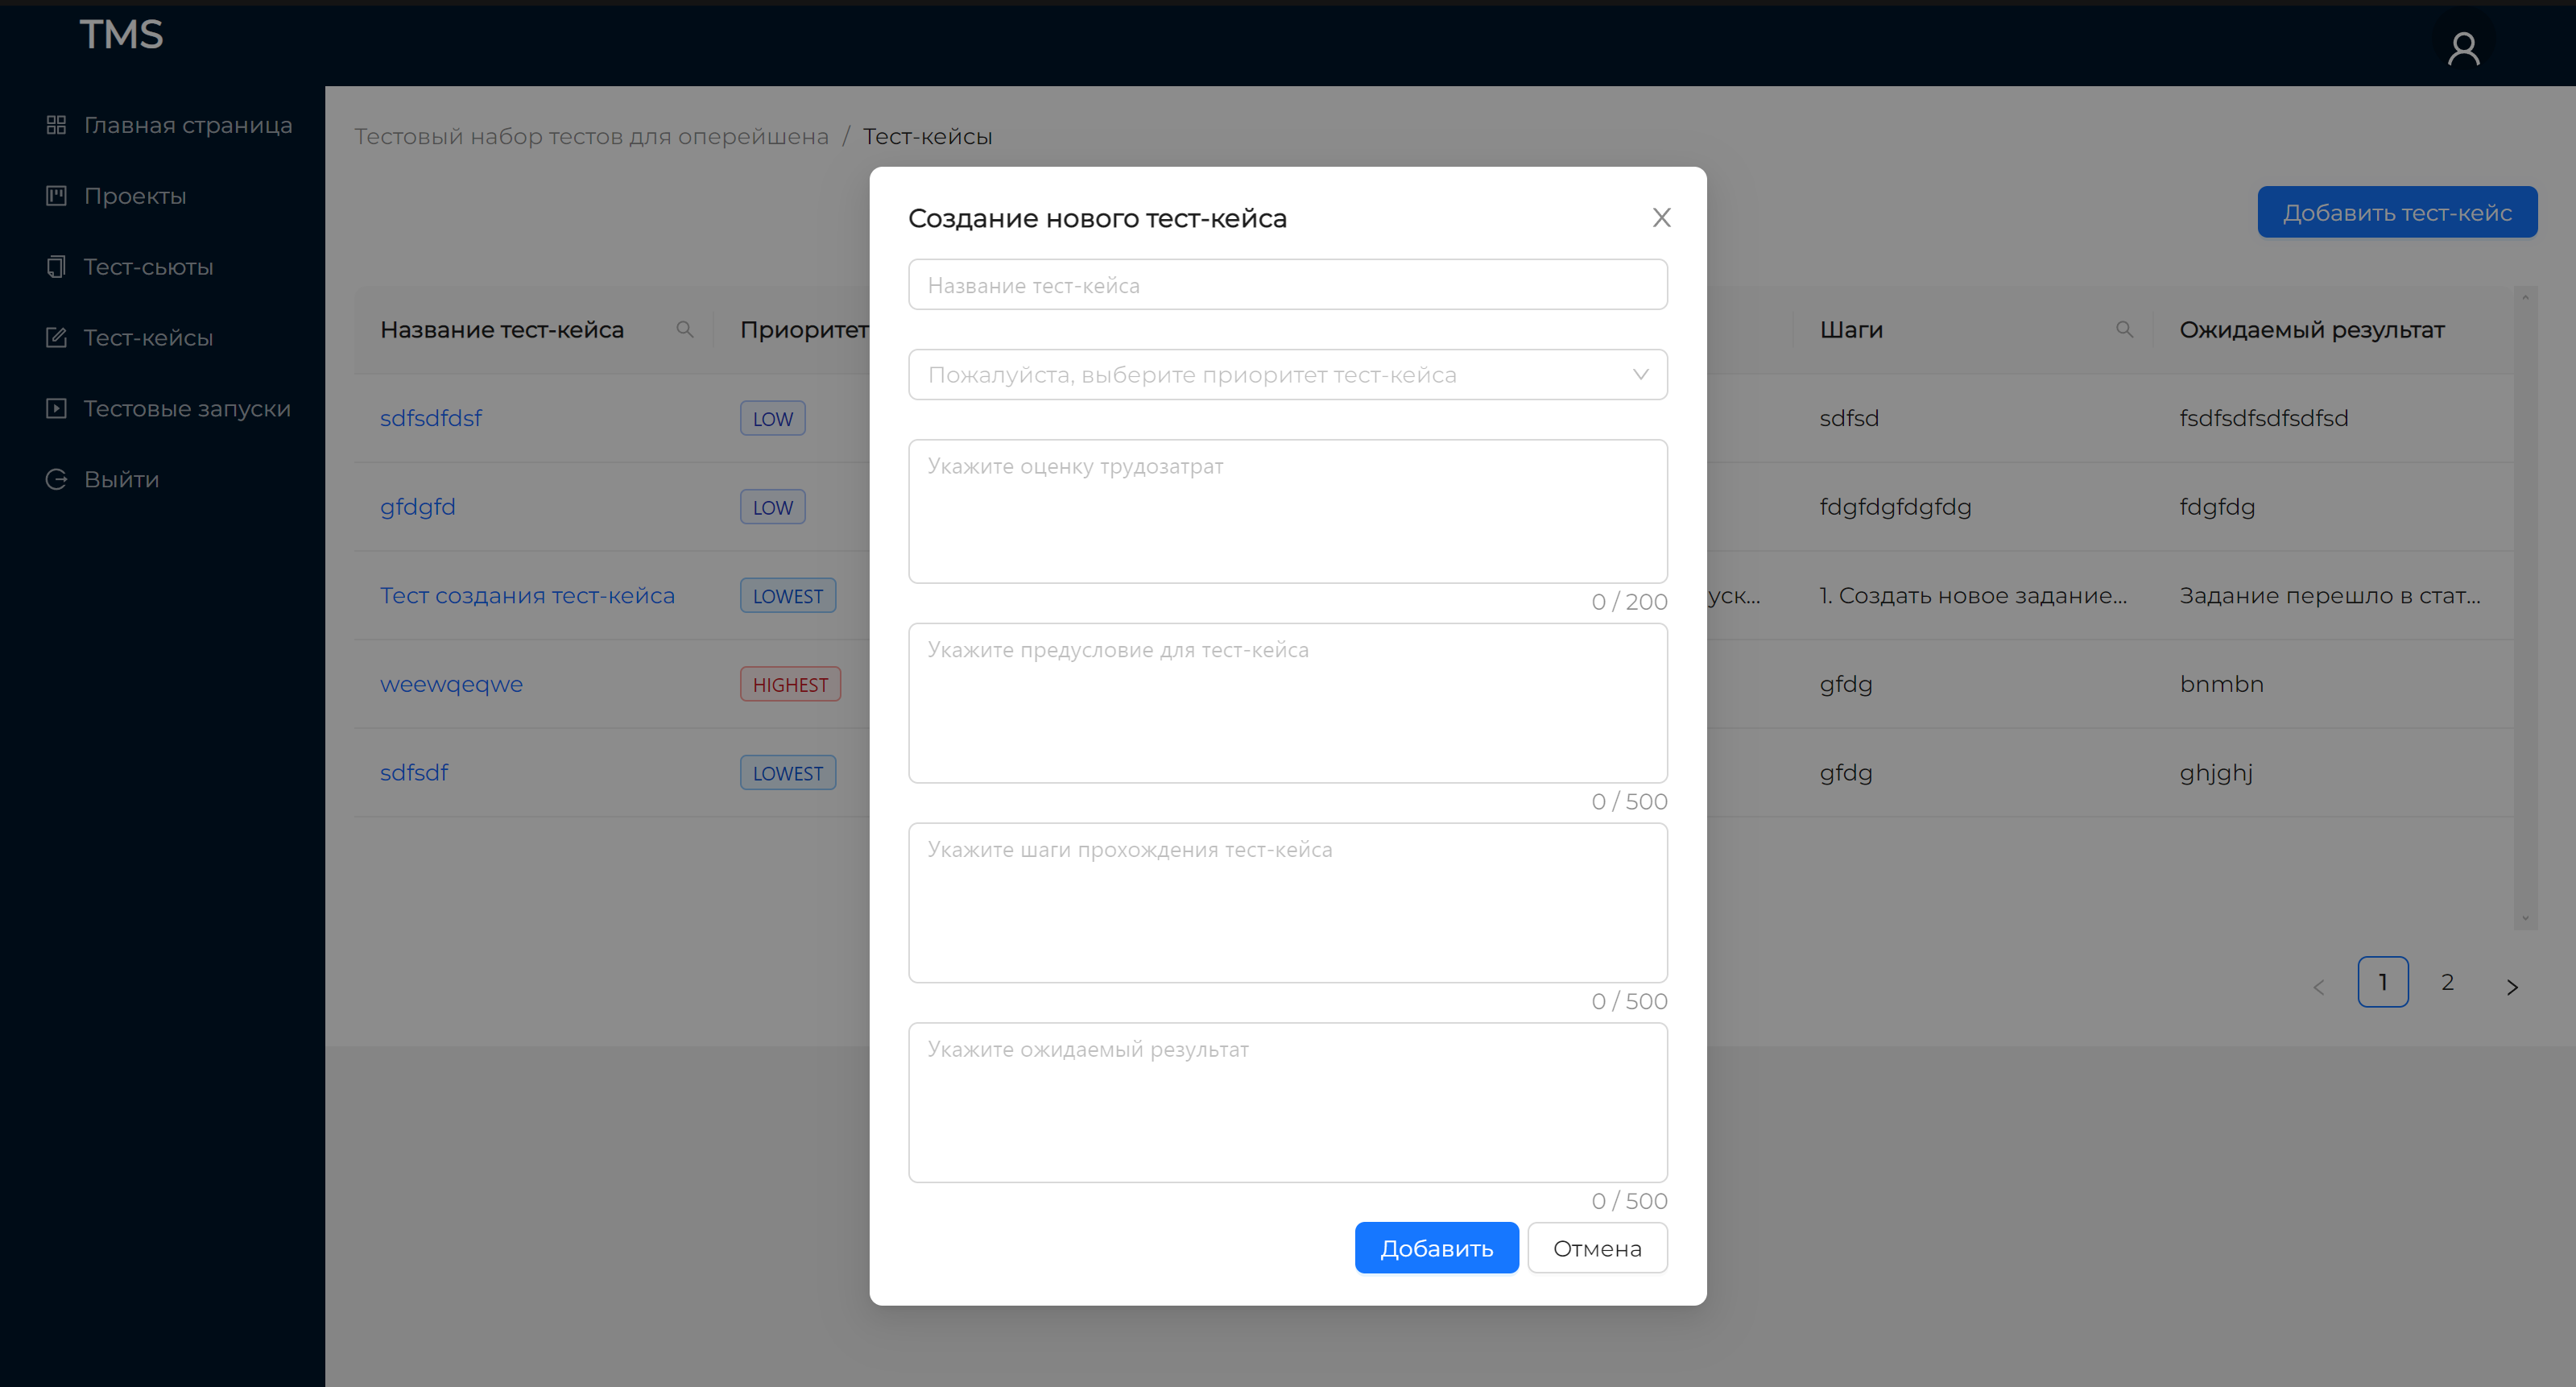 TMS
Главная страница
Проекты
Тест-сьюты
Тест-кейсы
Тестовые запуски
Выйти
Тестовый набор тестов для оперейшена / Тест-кейсы
Добавить тест-кейс
Название тест-кейса Приоритет Шаги Ожидаемый результат
sdfsdfdsf LOW sdfsd fsdfsdfsdfsdfsd
gfdgfd LOW fdgfdgfdgfdg fdgfdg
Тест создания тест-кейса LOWEST уск... 1. Создать новое задание... Задание перешло в стат...
weewqeqwe HIGHEST gfdg bnmbn
sdfsdf LOWEST gfdg ghjghj
< 1 2 >
Создание нового тест-кейса
Название тест-кейса
Пожалуйста, выберите приоритет тест-кейса
Укажите оценку трудозатрат
0 / 200
Укажите предусловие для тест-кейса
0 / 500
Укажите шаги прохождения тест-кейса
0 / 500
Укажите ожидаемый результат
0 / 500
Добавить Отмена